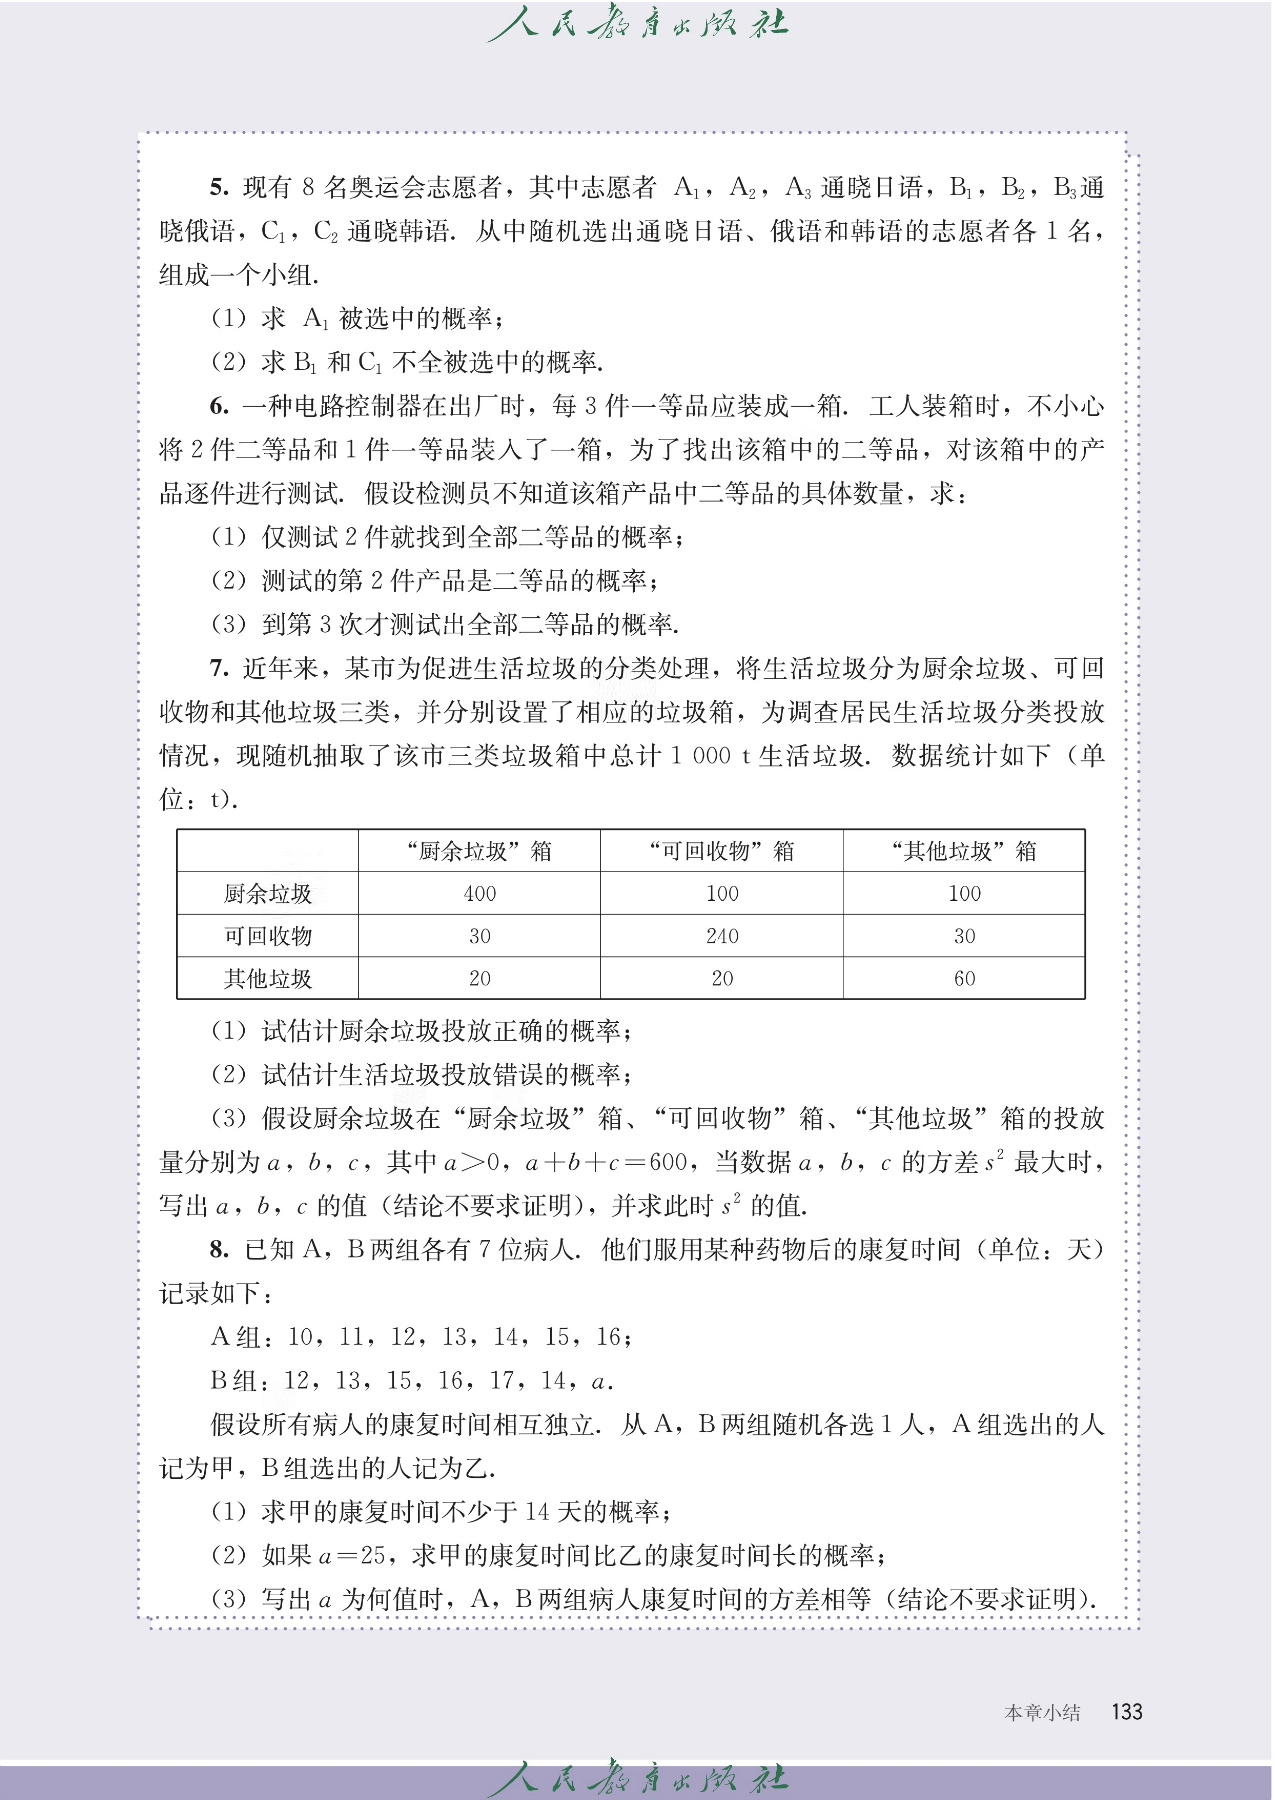 人民教育出版社
5. 现有 8 名奥运会志愿者，其中志愿者 A₁，A₂，A₃ 通晓日语，B₁，B₂，B₃通
晓俄语，C₁，C₂ 通晓韩语．从中随机选出通晓日语、俄语和韩语的志愿者各 1 名，
组成一个小组．
（1）求 A₁ 被选中的概率；
（2）求 B₁ 和 C₁ 不全被选中的概率．
6. 一种电路控制器在出厂时，每 3 件一等品应装成一箱．工人装箱时，不小心
将 2 件二等品和 1 件一等品装入了一箱，为了找出该箱中的二等品，对该箱中的产
品逐件进行测试．假设检测员不知道该箱产品中二等品的具体数量，求：
（1）仅测试 2 件就找到全部二等品的概率；
（2）测试的第 2 件产品是二等品的概率；
（3）到第 3 次才测试出全部二等品的概率．
7. 近年来，某市为促进生活垃圾的分类处理，将生活垃圾分为厨余垃圾、可回
收物和其他垃圾三类，并分别设置了相应的垃圾箱，为调查居民生活垃圾分类投放
情况，现随机抽取了该市三类垃圾箱中总计 1 000 t 生活垃圾．数据统计如下（单
位：t）．
“厨余垃圾”箱 “可回收物”箱 “其他垃圾”箱
厨余垃圾 400 100 100
可回收物 30 240 30
其他垃圾 20 20 60
（1）试估计厨余垃圾投放正确的概率；
（2）试估计生活垃圾投放错误的概率；
（3）假设厨余垃圾在“厨余垃圾”箱、“可回收物”箱、“其他垃圾”箱的投放
量分别为 a，b，c，其中 a＞0，a＋b＋c＝600，当数据 a，b，c 的方差 s² 最大时，
写出 a，b，c 的值（结论不要求证明），并求此时 s² 的值．
8. 已知 A，B 两组各有 7 位病人．他们服用某种药物后的康复时间（单位：天）
记录如下：
A 组：10，11，12，13，14，15，16；
B 组：12，13，15，16，17，14，a．
假设所有病人的康复时间相互独立．从 A，B 两组随机各选 1 人，A 组选出的人
记为甲，B 组选出的人记为乙．
（1）求甲的康复时间不少于 14 天的概率；
（2）如果 a＝25，求甲的康复时间比乙的康复时间长的概率；
（3）写出 a 为何值时，A，B 两组病人康复时间的方差相等（结论不要求证明）．
本章小结 133
人民教育出版社